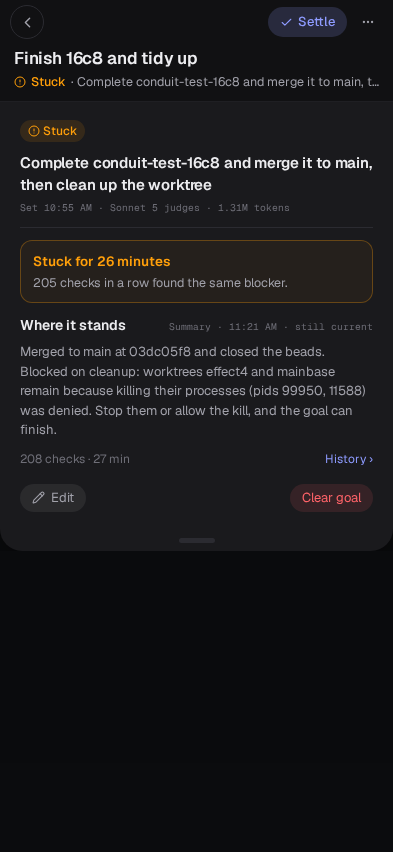 Settle
Finish 16c8 and tidy up
Stuck · Complete conduit-test-16c8 and merge it to main, t...
Stuck
Complete conduit-test-16c8 and merge it to main,
then clean up the worktree
Set 10:55 AM · Sonnet 5 judges · 1.31M tokens
Stuck for 26 minutes
205 checks in a row found the same blocker.
Where it stands
Summary · 11:21 AM · still current
Merged to main at 03dc05f8 and closed the beads.
Blocked on cleanup: worktrees effect4 and mainbase
remain because killing their processes (pids 99950, 11588)
was denied. Stop them or allow the kill, and the goal can
finish.
208 checks · 27 min
History ›
Edit
Clear goal